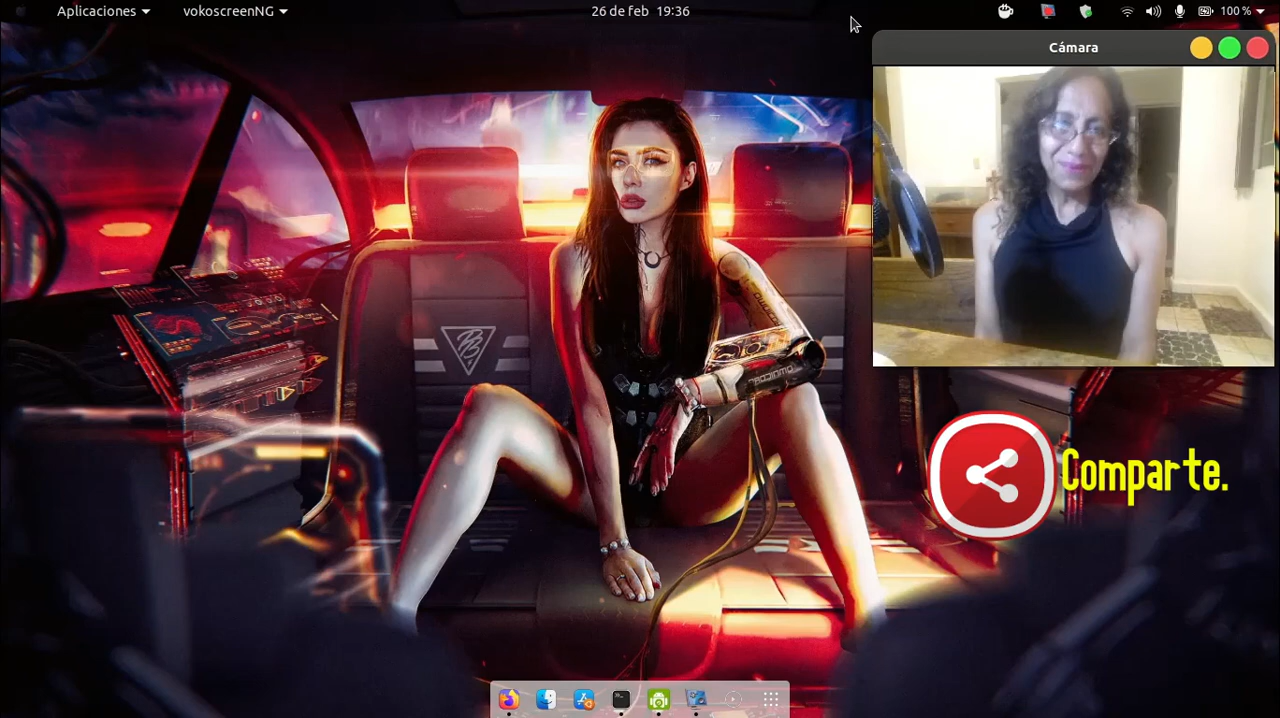 Aplicaciones
vokoscreenNG
26 de feb 19:36
100 %
Cámara
Comparte.